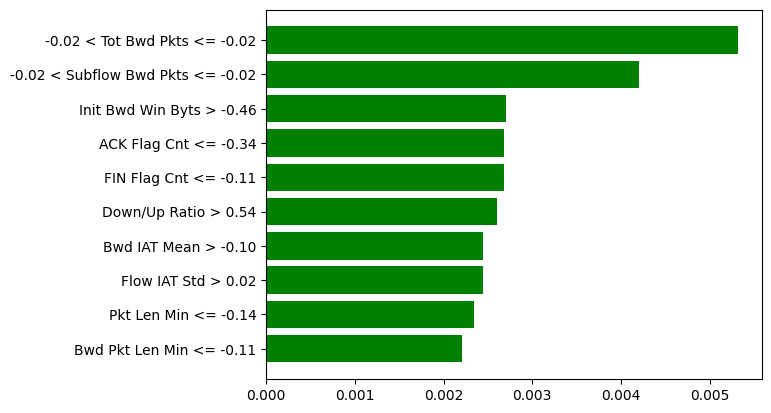 -0.02 < Tot Bwd Pkts <= -0.02
-0.02 < Subflow Bwd Pkts <= -0.02
Init Bwd Win Byts > -0.46
ACK Flag Cnt <= -0.34
FIN Flag Cnt <= -0.11
Down/Up Ratio > 0.54
Bwd IAT Mean > -0.10
Flow IAT Std > 0.02
Pkt Len Min <= -0.14
Bwd Pkt Len Min <= -0.11
0.000 0.001 0.002 0.003 0.004 0.005